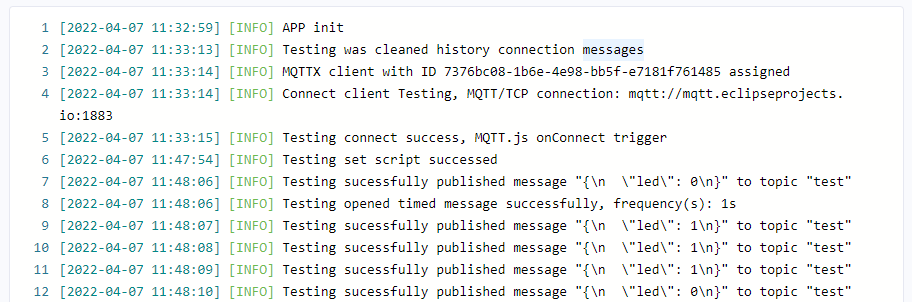 1 [2022-04-07 11:32:59] [INFO] APP init
2 [2022-04-07 11:33:13] [INFO] Testing was cleaned history connection messages
3 [2022-04-07 11:33:14] [INFO] MQTTX client with ID 7376bc08-1b6e-4e98-bb5f-e7181f761485 assigned
4 [2022-04-07 11:33:14] [INFO] Connect client Testing, MQTT/TCP connection: mqtt://mqtt.eclipseprojects.
io:1883
5 [2022-04-07 11:33:15] [INFO] Testing connect success, MQTT.js onConnect trigger
6 [2022-04-07 11:47:54] [INFO] Testing set script successed
7 [2022-04-07 11:48:06] [INFO] Testing sucessfully published message "{\n  \"led\": 0\n}" to topic "test"
8 [2022-04-07 11:48:06] [INFO] Testing opened timed message successfully, frequency(s): 1s
9 [2022-04-07 11:48:07] [INFO] Testing sucessfully published message "{\n  \"led\": 1\n}" to topic "test"
10 [2022-04-07 11:48:08] [INFO] Testing sucessfully published message "{\n  \"led\": 1\n}" to topic "test"
11 [2022-04-07 11:48:09] [INFO] Testing sucessfully published message "{\n  \"led\": 1\n}" to topic "test"
12 [2022-04-07 11:48:10] [INFO] Testing sucessfully published message "{\n  \"led\": 0\n}" to topic "test"